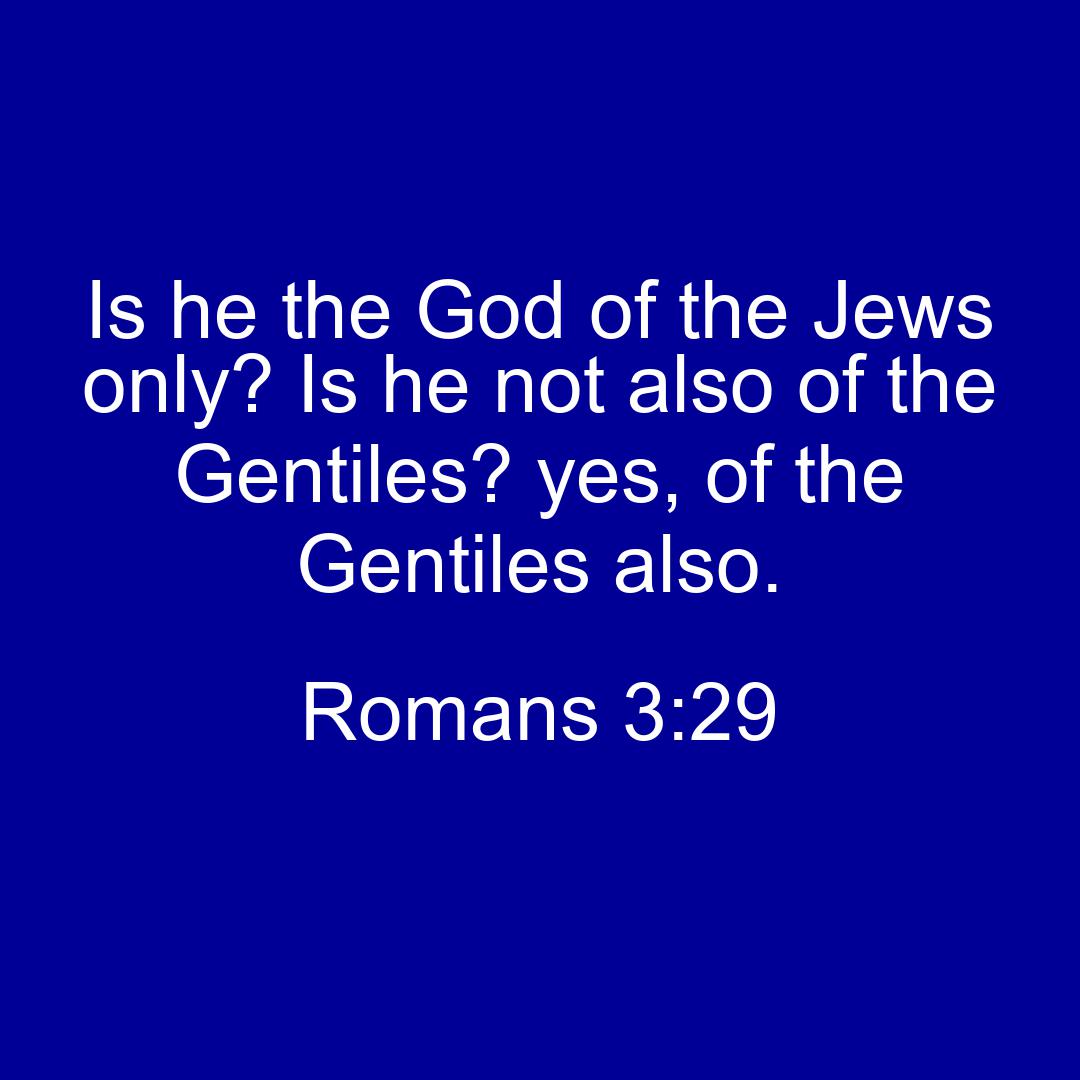 Is he the God of the Jews
only? Is he not also of the
Gentiles? yes, of the
Gentiles also.
Romans 3:29